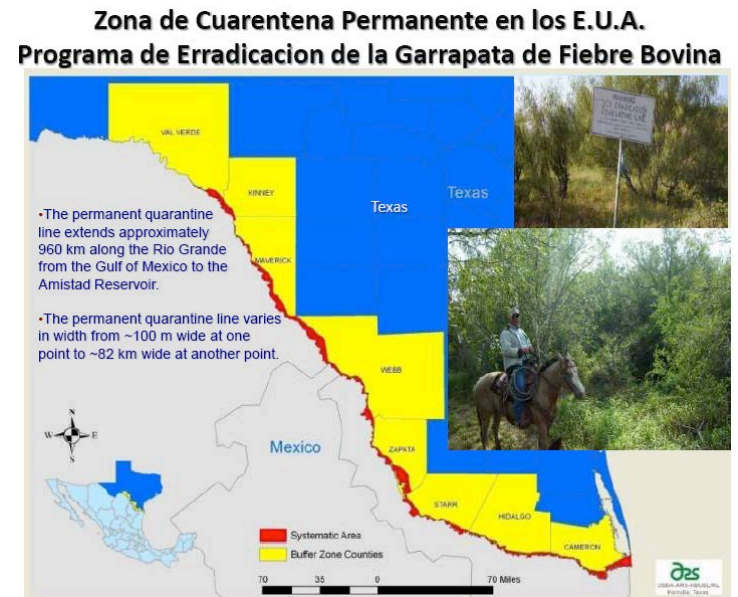 Zona de Cuarentena Permanente en los E.U.A.
Programa de Erradicacion de la Garrapata de Fiebre Bovina
VAL VERDE
KINNEY
Texas
Texas
•The permanent quarantine
line extends approximately
960 km along the Rio Grande
from the Gulf of Mexico to the
Amistad Reservoir.
MAVERICK
•The permanent quarantine line varies
in width from ~100 m wide at one
point to ~82 km wide at another point.
WEBB
N
W E
S
Mexico
ZAPATA
STARR
HIDALGO
CAMERON
Systematic Area
Buffer Zone Counties
70 35 0 70 Miles
ars
Kerrville, Texas